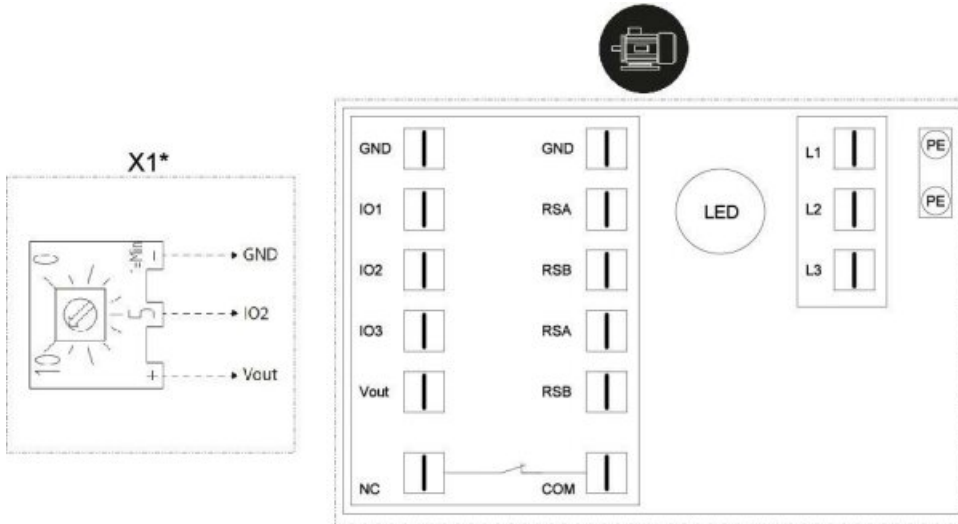 X1*
0
5
10
-=Min
+
GND
IO2
Vout
GND
IO1
IO2
IO3
Vout
NC
GND
RSA
RSB
RSA
RSB
COM
LED
L1
L2
L3
PE
PE